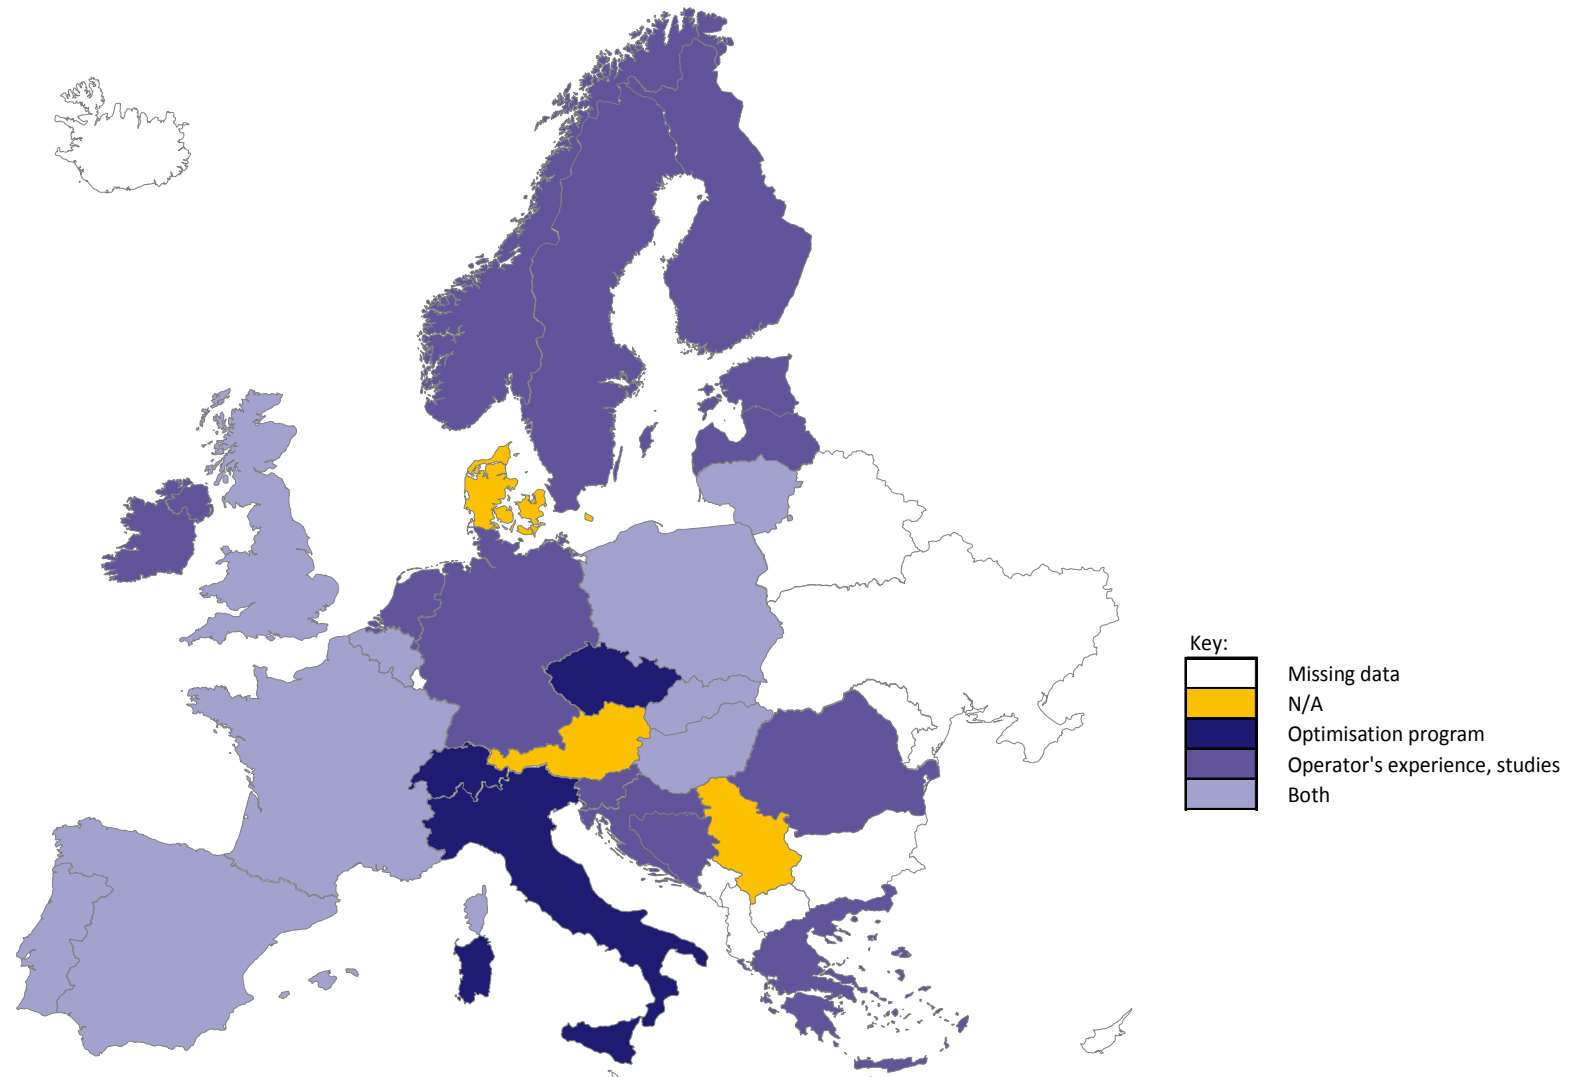 Key:
Missing data
N/A
Optimisation program
Operator's experience, studies
Both